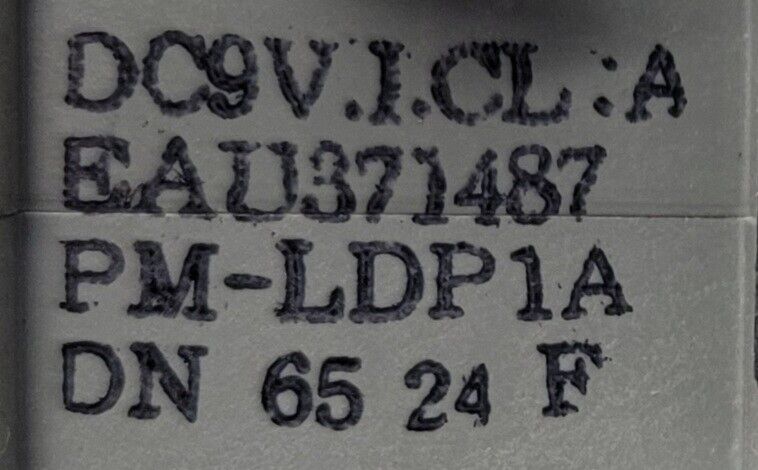 DC9V.I.CL:A
EAU371487
PM-LDP1A
DN 65 24 F